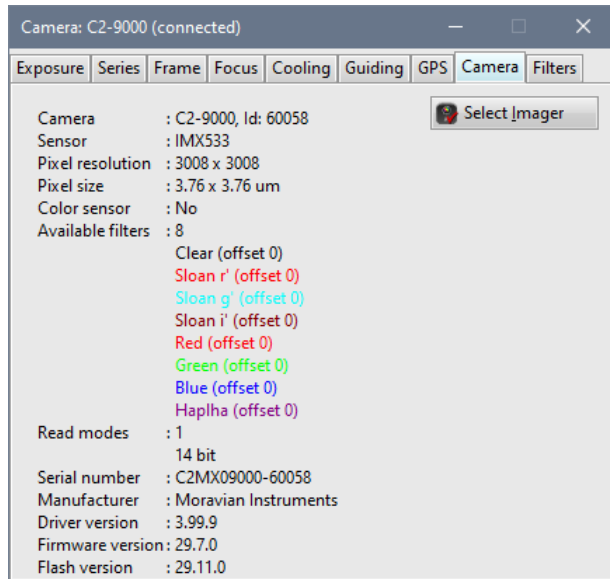 Camera: C2-9000 (connected)
Exposure Series Frame Focus Cooling Guiding GPS Camera Filters
Select Imager
Camera : C2-9000, Id: 60058
Sensor : IMX533
Pixel resolution : 3008 x 3008
Pixel size : 3.76 x 3.76 um
Color sensor : No
Available filters : 8
Clear (offset 0)
Sloan r' (offset 0)
Sloan g' (offset 0)
Sloan i' (offset 0)
Red (offset 0)
Green (offset 0)
Blue (offset 0)
Haplha (offset 0)
Read modes : 1
14 bit
Serial number : C2MX09000-60058
Manufacturer : Moravian Instruments
Driver version : 3.99.9
Firmware version : 29.7.0
Flash version : 29.11.0